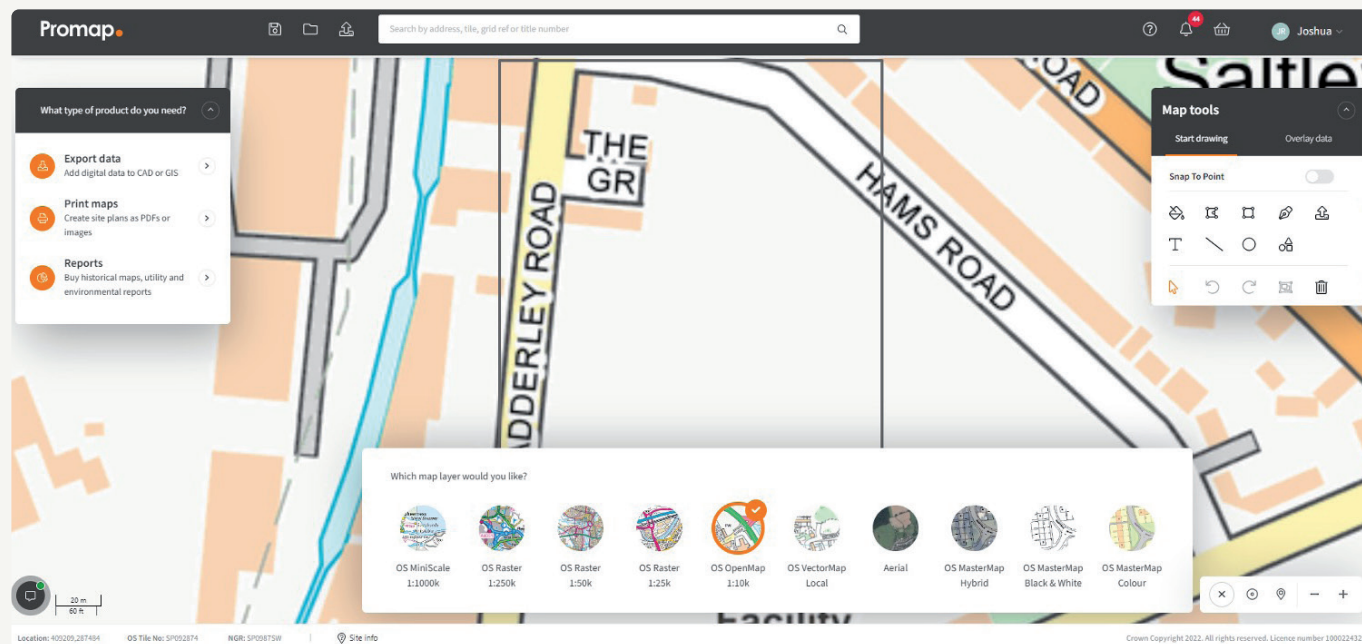 Promap.
Search by address, tile, grid ref or title number
44
JR
Joshua
What type of product do you need?
Export data
Add digital data to CAD or GIS
Print maps
Create site plans as PDFs or
images
Reports
Buy historical maps, utility and
environmental reports
THE
GR
ADDERLEY ROAD
HAMS ROAD
ROAD
Saltle
Map tools
Start drawing
Overlay data
Snap To Point
T
Which map layer would you like?
OS MiniScale
1:1000k
OS Raster
1:250k
OS Raster
1:50k
OS Raster
1:25k
OS OpenMap
1:10k
OS VectorMap
Local
Aerial
OS MasterMap
Hybrid
OS MasterMap
Black & White
OS MasterMap
Colour
Facility
20 m
60 ft
Location: 409209,287484
OS Tile No: SP092874
NGR: SP0987SW
Site info
Crown Copyright 2022. All rights reserved. Licence number 100022432